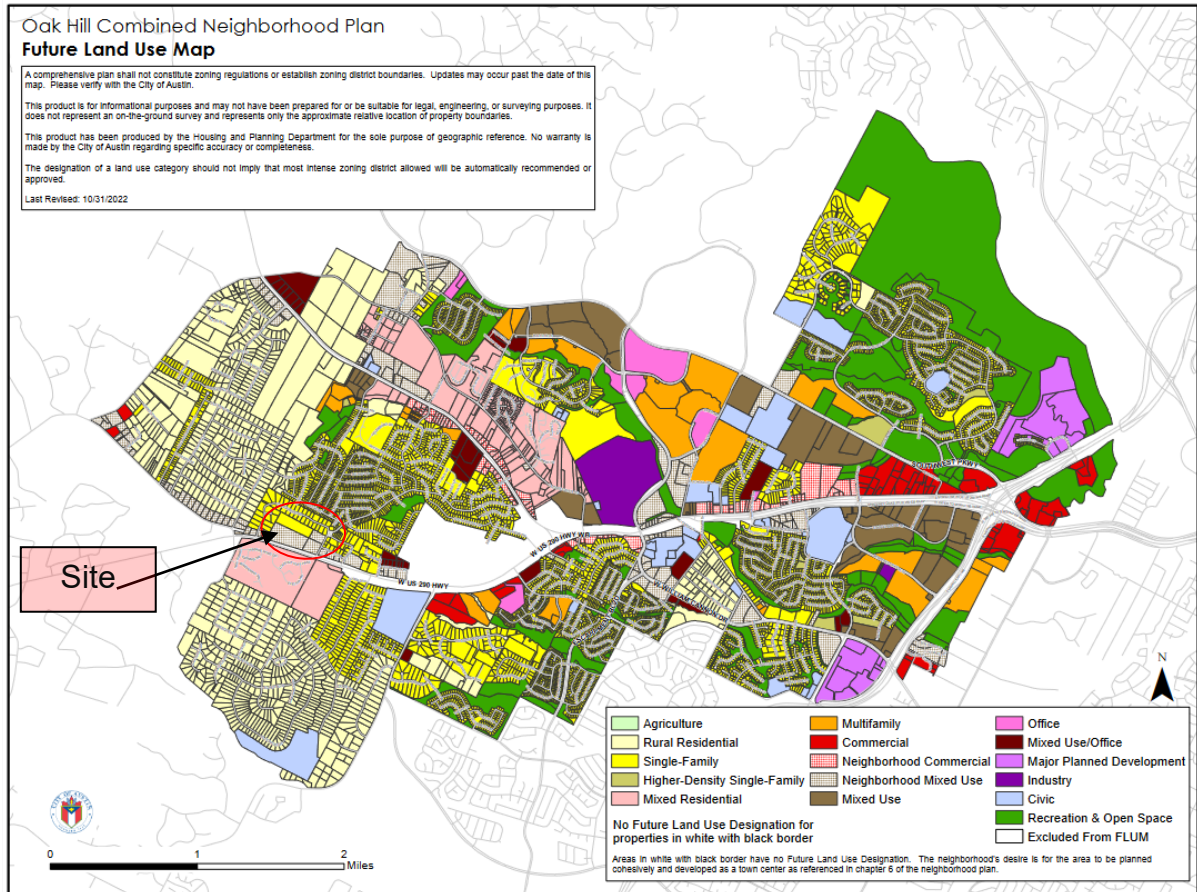 Oak Hill Combined Neighborhood Plan
Future Land Use Map
A comprehensive plan shall not constitute zoning regulations or establish zoning district boundaries. Updates may occur past the date of this
map. Please verify with the City of Austin.
This product is for informational purposes and may not have been prepared for or be suitable for legal, engineering, or surveying purposes. It
does not represent an on-the-ground survey and represents only the approximate relative location of property boundaries.
This product has been produced by the Housing and Planning Department for the sole purpose of geographic reference. No warranty is
made by the City of Austin regarding specific accuracy or completeness.
The designation of a land use category should not imply that most intense zoning district allowed will be automatically recommended or
approved.
Last Revised: 10/31/2022
SOUTHWEST PKWY
W US 290 HWY WB
W US 290 HWY
Site
N
Agriculture
Rural Residential
Single-Family
Higher-Density Single-Family
Mixed Residential
Multifamily
Commercial
Neighborhood Commercial
Neighborhood Mixed Use
Mixed Use
Office
Mixed Use/Office
Major Planned Development
Industry
Civic
Recreation & Open Space
Excluded From FLUM
No Future Land Use Designation for
properties in white with black border
Areas in white with black border have no Future Land Use Designation. The neighborhood's desire is for the area to be planned
cohesively and developed as a town center as referenced in chapter 6 of the neighborhood plan.
0 1 2
Miles